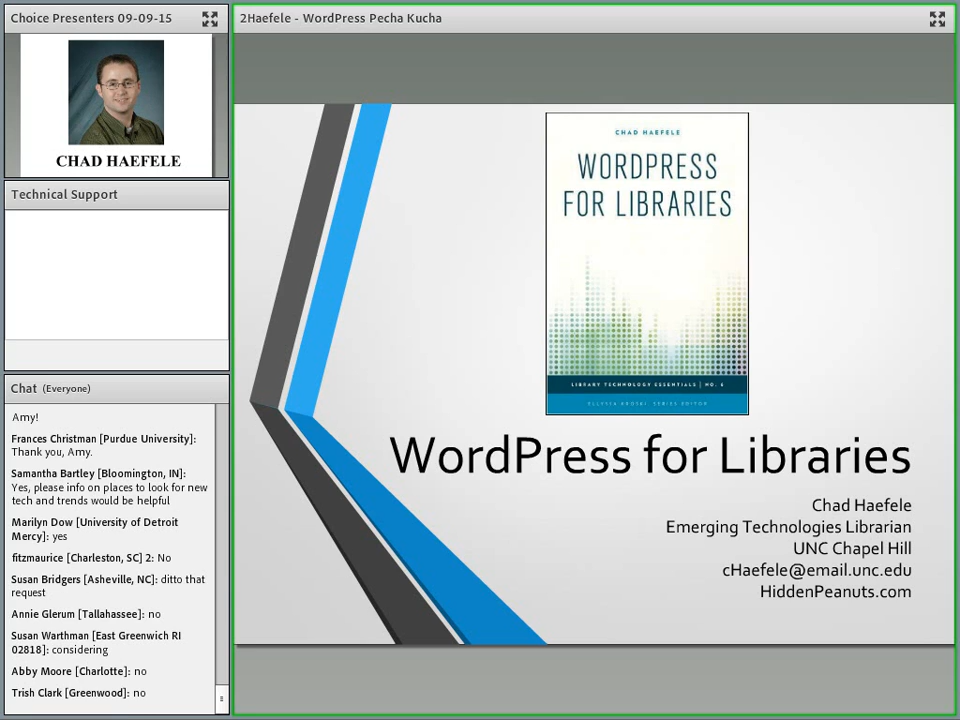 Choice Presenters 09-09-15
CHAD HAEFELE
Technical Support
Chat (Everyone)
Amy!
Frances Christman [Purdue University]:
Thank you, Amy.
Samantha Bartley [Bloomington, IN]:
Yes, please info on places to look for new
tech and trends would be helpful
Marilyn Dow [University of Detroit
Mercy]: yes
fitzmaurice [Charleston, SC] 2: No
Susan Bridgers [Asheville, NC]: ditto that
request
Annie Glerum [Tallahassee]: no
Susan Warthman [East Greenwich RI
02818]: considering
Abby Moore [Charlotte]: no
Trish Clark [Greenwood]: no
2Haefele - WordPress Pecha Kucha
CHAD HAEFELE
WORDPRESS
FOR LIBRARIES
LIBRARY TECHNOLOGY ESSENTIALS | NO. 6
ELLYSSA KROSKI, SERIES EDITOR
WordPress for Libraries
Chad Haefele
Emerging Technologies Librarian
UNC Chapel Hill
cHaefele@email.unc.edu
HiddenPeanuts.com